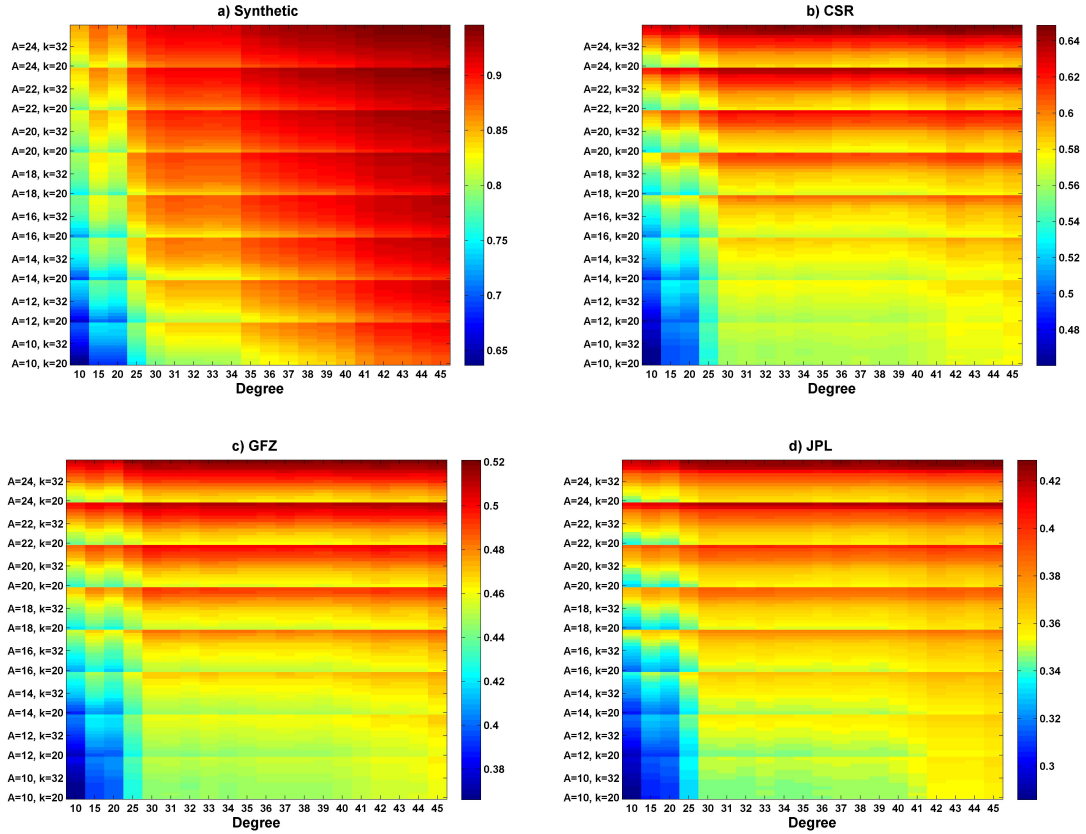 a) Synthetic
A=24, k=32
A=24, k=20
A=22, k=32
A=22, k=20
A=20, k=32
A=20, k=20
A=18, k=32
A=18, k=20
A=16, k=32
A=16, k=20
A=14, k=32
A=14, k=20
A=12, k=32
A=12, k=20
A=10, k=32
A=10, k=20
10 15 20 25 30 31 32 33 34 35 36 37 38 39 40 41 42 43 44 45
Degree
0.9
0.85
0.8
0.75
0.7
0.65
b) CSR
A=24, k=32
A=24, k=20
A=22, k=32
A=22, k=20
A=20, k=32
A=20, k=20
A=18, k=32
A=18, k=20
A=16, k=32
A=16, k=20
A=14, k=32
A=14, k=20
A=12, k=32
A=12, k=20
A=10, k=32
A=10, k=20
10 15 20 25 30 31 32 33 34 35 36 37 38 39 40 41 42 43 44 45
Degree
0.64
0.62
0.6
0.58
0.56
0.54
0.52
0.5
0.48
c) GFZ
A=24, k=32
A=24, k=20
A=22, k=32
A=22, k=20
A=20, k=32
A=20, k=20
A=18, k=32
A=18, k=20
A=16, k=32
A=16, k=20
A=14, k=32
A=14, k=20
A=12, k=32
A=12, k=20
A=10, k=32
A=10, k=20
10 15 20 25 30 31 32 33 34 35 36 37 38 39 40 41 42 43 44 45
Degree
0.52
0.5
0.48
0.46
0.44
0.42
0.4
0.38
d) JPL
A=24, k=32
A=24, k=20
A=22, k=32
A=22, k=20
A=20, k=32
A=20, k=20
A=18, k=32
A=18, k=20
A=16, k=32
A=16, k=20
A=14, k=32
A=14, k=20
A=12, k=32
A=12, k=20
A=10, k=32
A=10, k=20
10 15 20 25 30 31 32 33 34 35 36 37 38 39 40 41 42 43 44 45
Degree
0.42
0.4
0.38
0.36
0.34
0.32
0.3